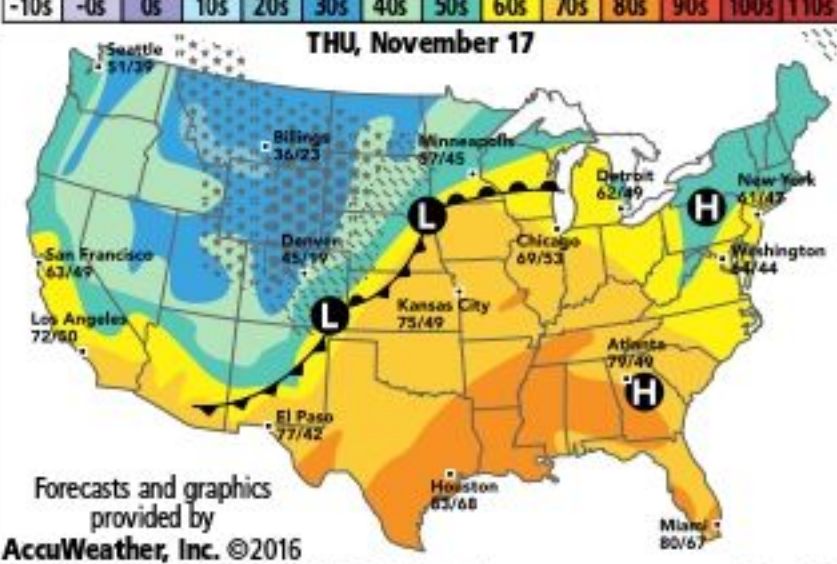 -10s -0s 0s 10s 20s 30s 40s 50s 60s 70s 80s 90s 100s 110s
THU, November 17
Seattle
51/39
Billings
36/23
Minneapolis
57/45
Detroit
62/49
New York
61/47
H
L
San Francisco
63/49
Denver
45/19
Chicago
69/53
Washington
64/44
Los Angeles
72/50
L
Kansas City
75/49
Atlanta
79/49
H
El Paso
77/42
Houston
83/68
Miami
80/67
Forecasts and graphics
provided by
AccuWeather, Inc. ©2016